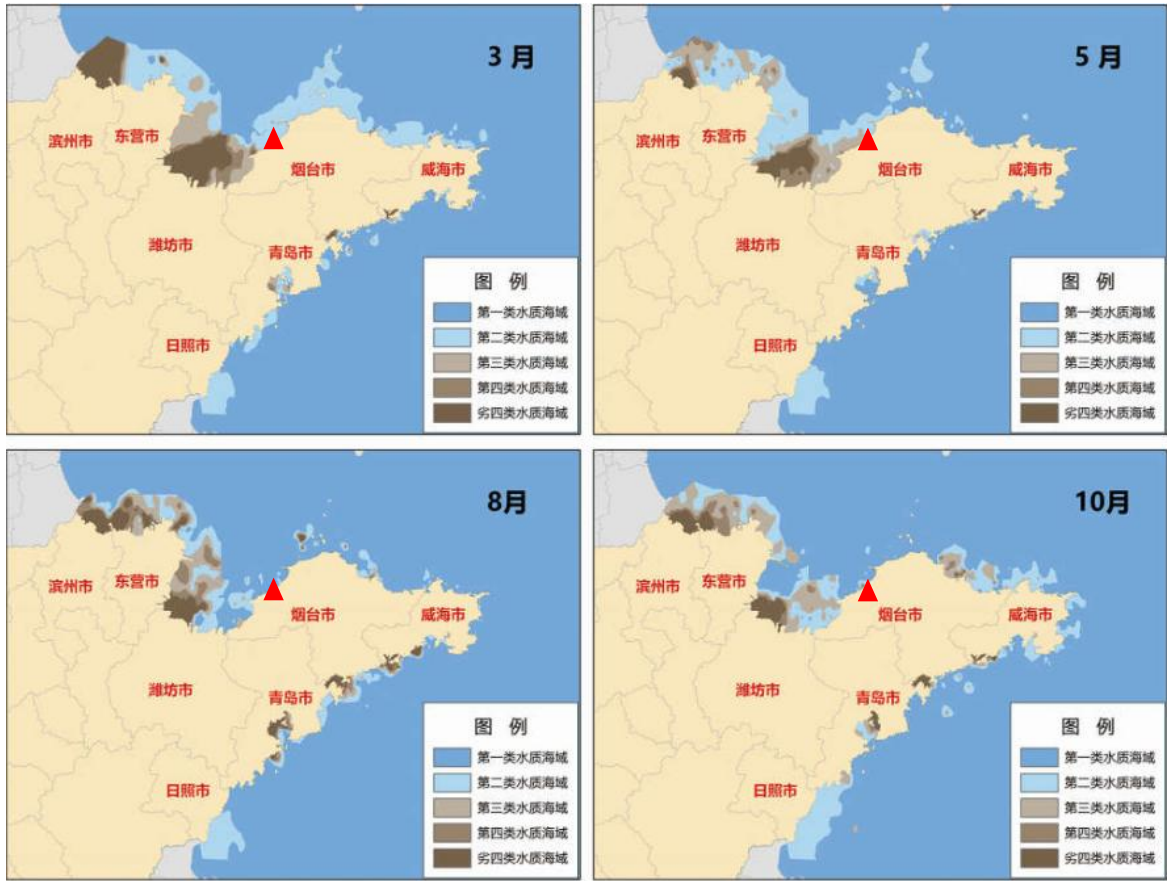 3 月
滨州市
东营市
烟台市
威海市
潍坊市
青岛市
日照市
图 例
第一类水质海域
第二类水质海域
第三类水质海域
第四类水质海域
劣四类水质海域
5 月
滨州市
东营市
烟台市
威海市
潍坊市
青岛市
日照市
图 例
第一类水质海域
第二类水质海域
第三类水质海域
第四类水质海域
劣四类水质海域
8月
滨州市
东营市
烟台市
威海市
潍坊市
青岛市
日照市
图 例
第一类水质海域
第二类水质海域
第三类水质海域
第四类水质海域
劣四类水质海域
10月
滨州市
东营市
烟台市
威海市
潍坊市
青岛市
日照市
图 例
第一类水质海域
第二类水质海域
第三类水质海域
第四类水质海域
劣四类水质海域